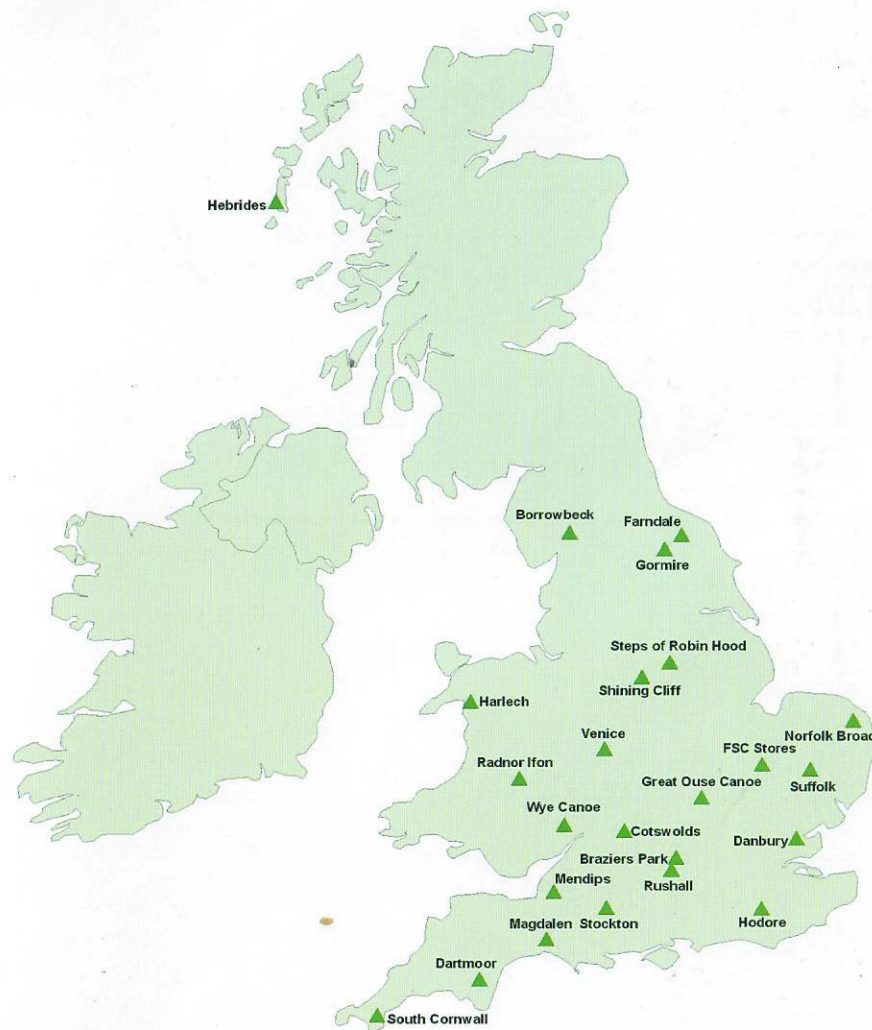 Hebrides
Borrowbeck
Farndale
Gormire
Steps of Robin Hood
Shining Cliff
Harlech
Norfolk Broad
Venice
FSC Stores
Radnor Ifon
Suffolk
Great Ouse Canoe
Wye Canoe
Cotswolds
Danbury
Braziers Park
Rushall
Mendips
Stockton
Hodore
Magdalen
Dartmoor
South Cornwall